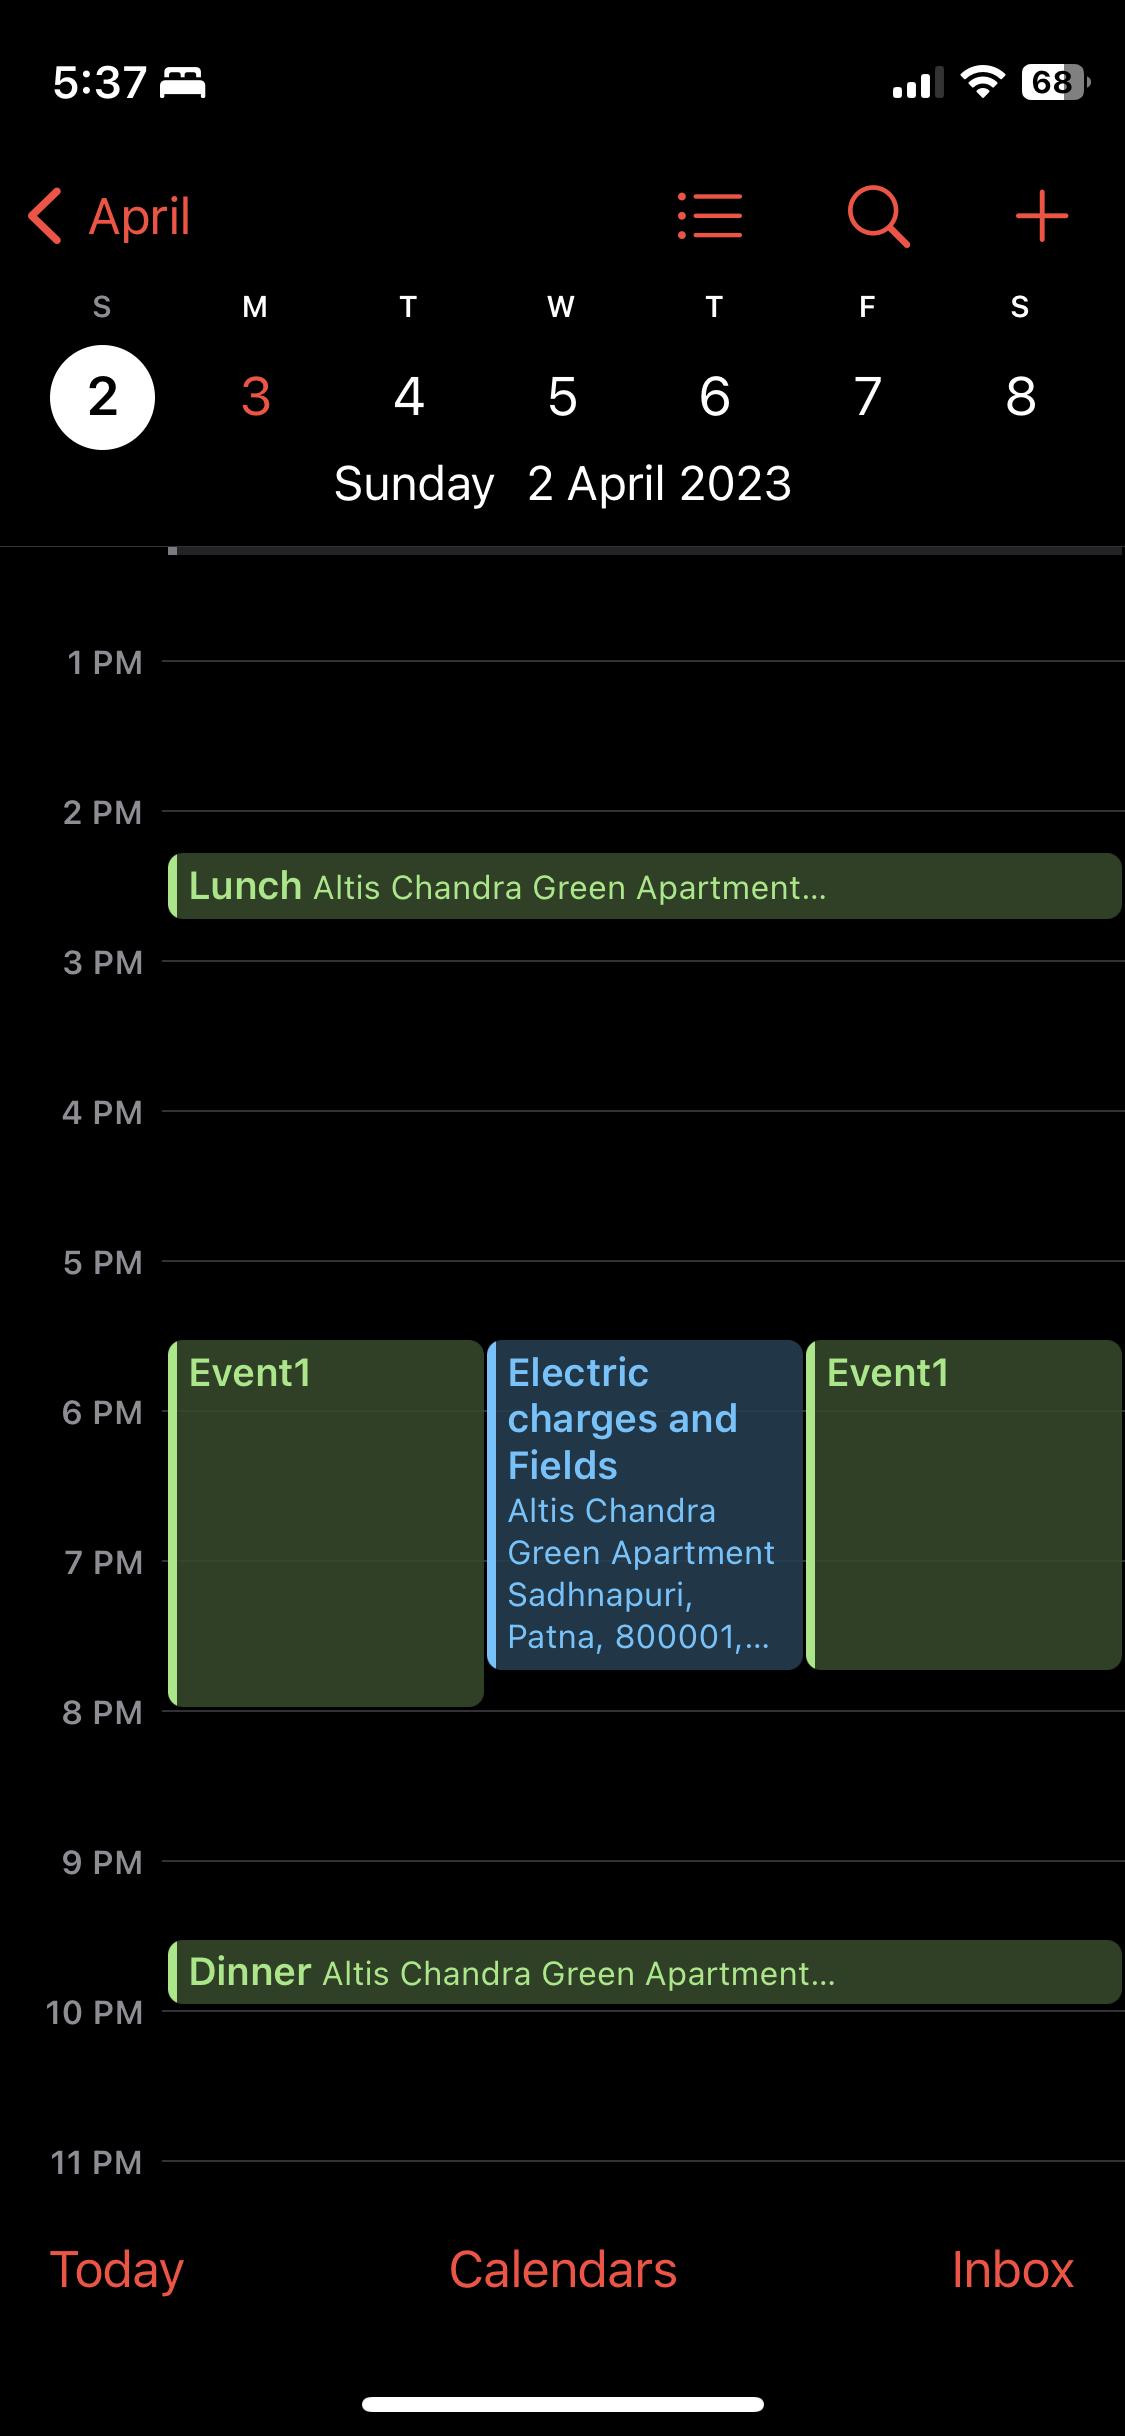 5:37 68
April
S M T W T F S
2 3 4 5 6 7 8
Sunday 2 April 2023
1 PM
2 PM
Lunch Altis Chandra Green Apartment...
3 PM
4 PM
5 PM
Event1
Electric
charges and
Fields
Altis Chandra
Green Apartment
Sadhnapuri,
Patna, 800001,...
Event1
6 PM
7 PM
8 PM
9 PM
Dinner Altis Chandra Green Apartment...
10 PM
11 PM
Today Calendars Inbox